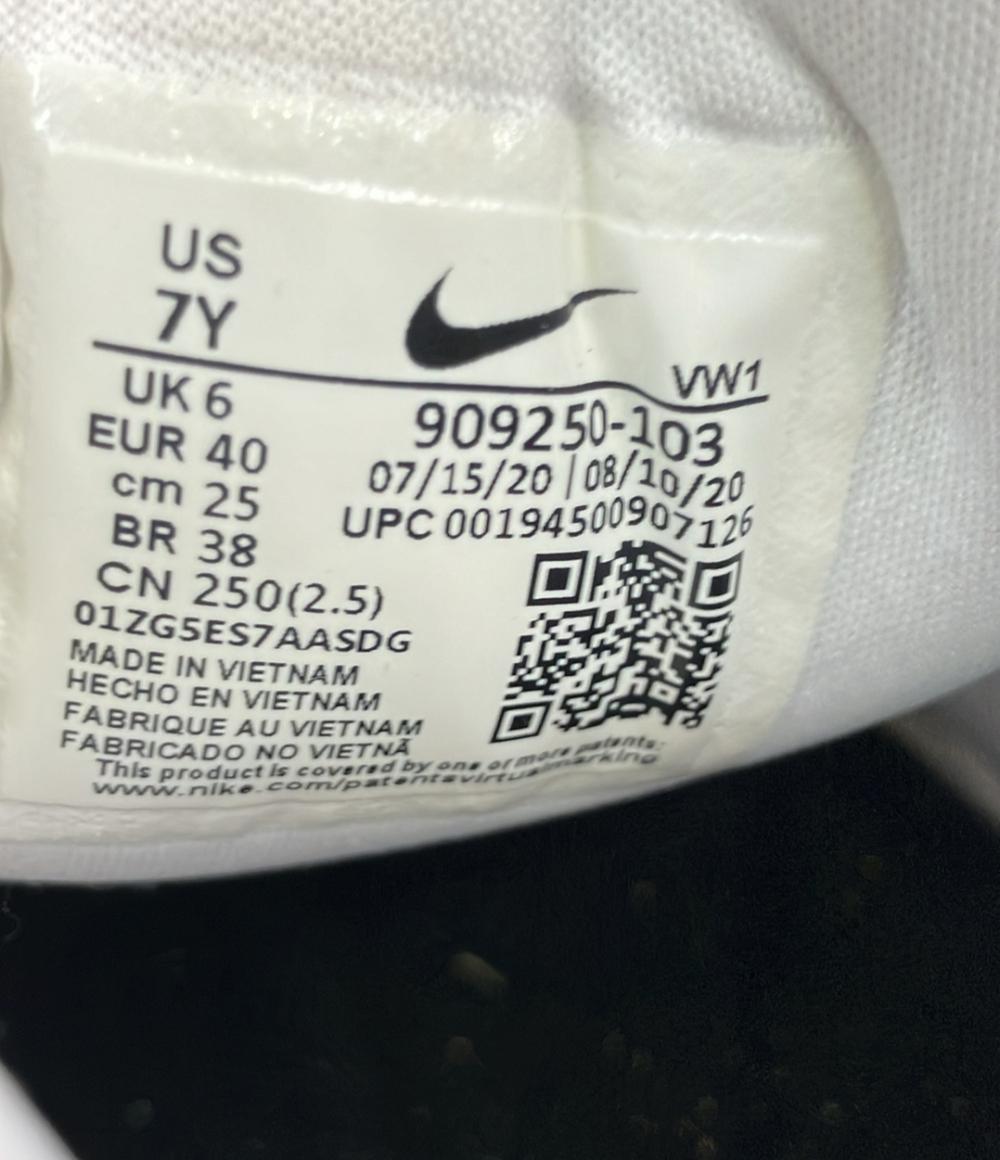 US
7Y
VW1
UK 6
EUR 40
cm 25
BR 38
CN 250(2.5)
909250-103
07/15/20 | 08/10/20
UPC 00194500907126
01ZG5ES7AASDG
MADE IN VIETNAM
HECHO EN VIETNAM
FABRIQUE AU VIETNAM
FABRICADO NO VIETNÃ
This product is covered by one or more patents:
www.nike.com/patentsvirtualmarking